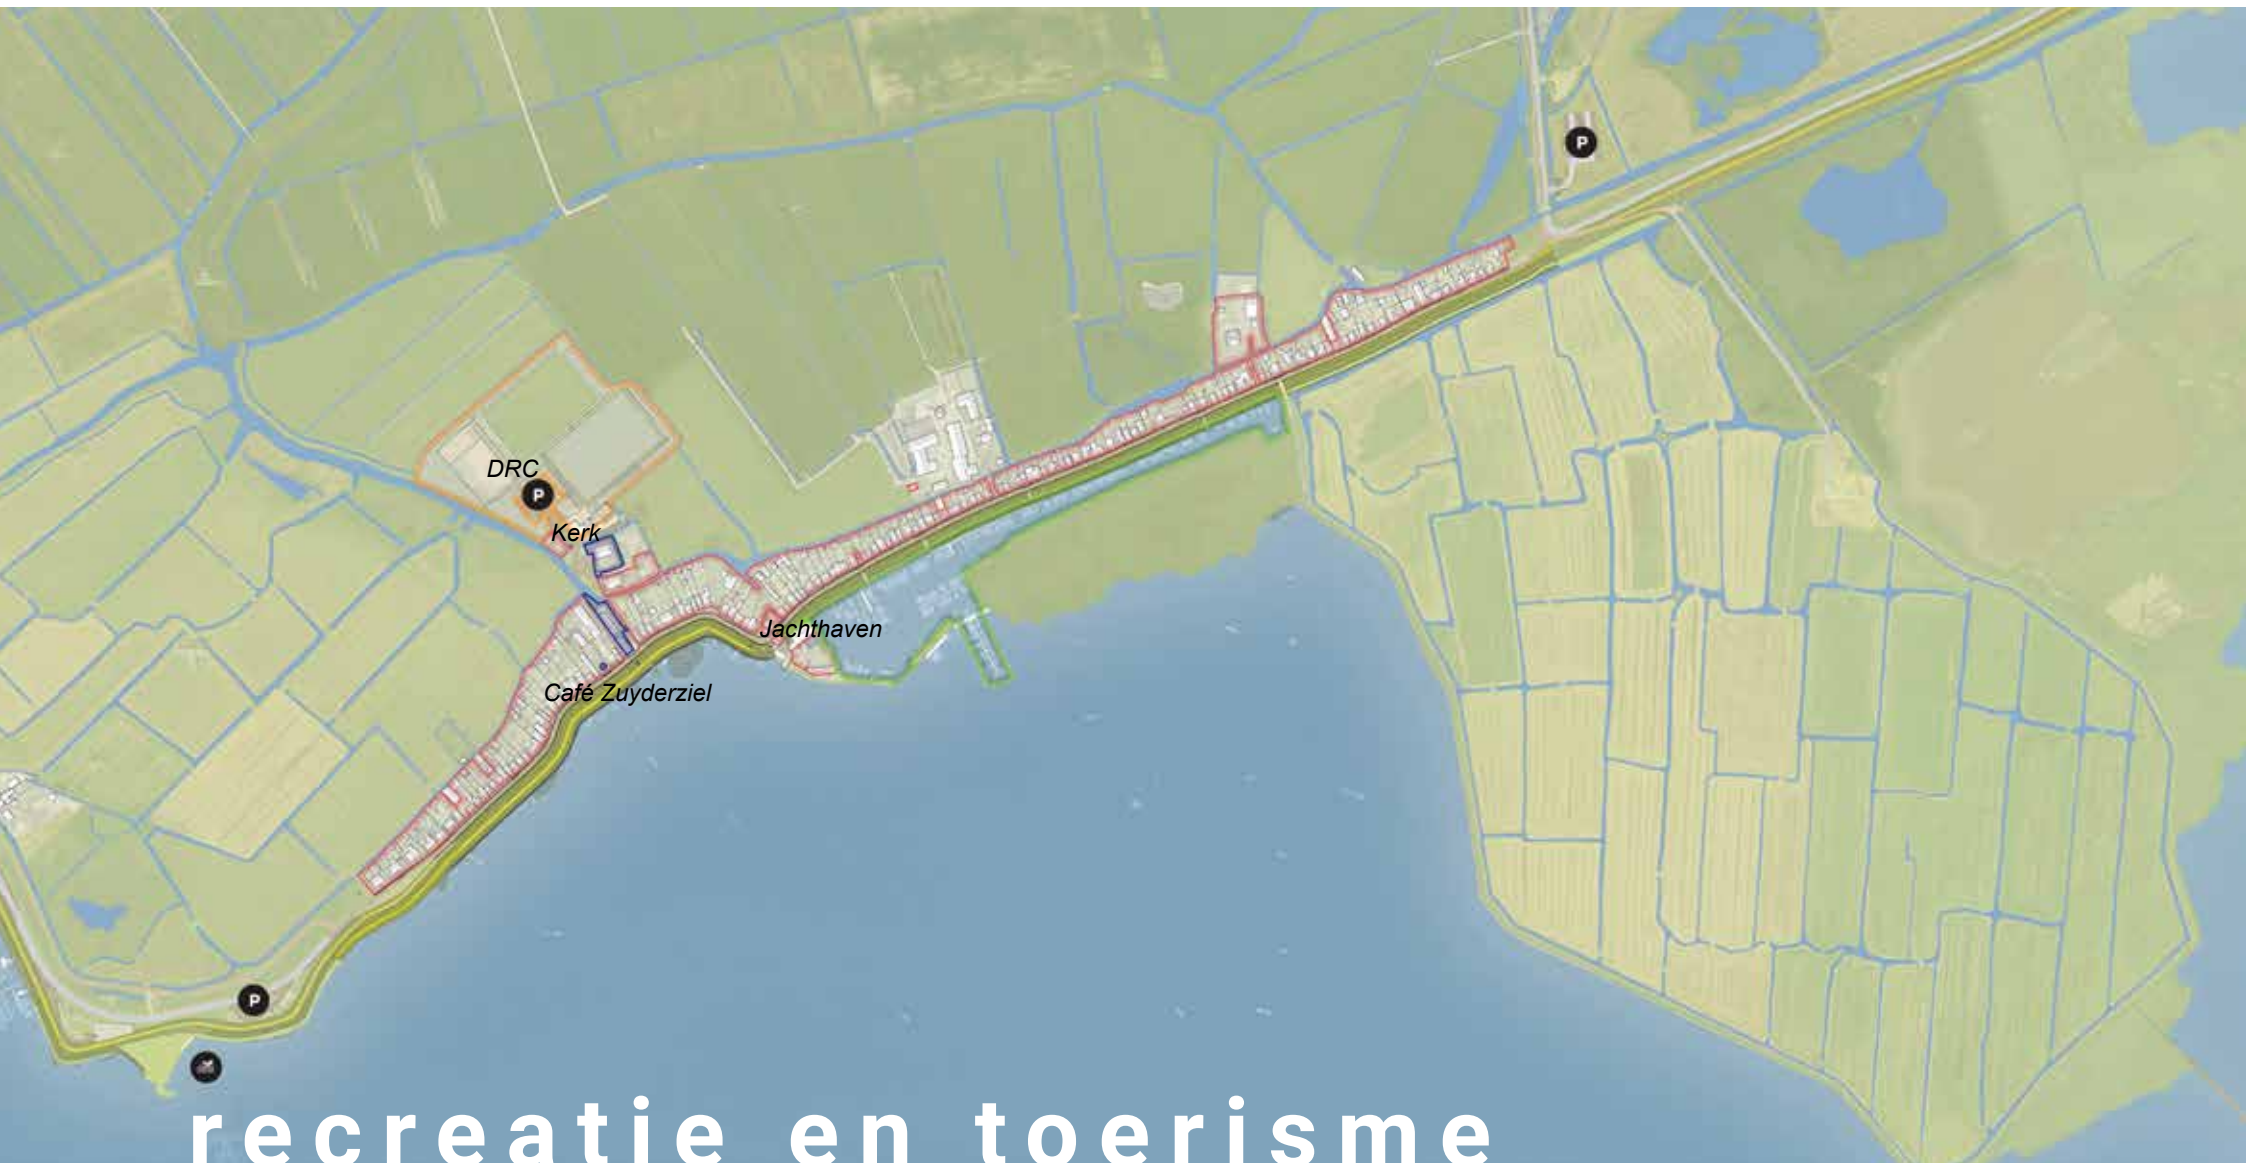 P
DRC
P
Kerk
Jachthaven
Café Zuyderziel
P
recreatie en toerisme